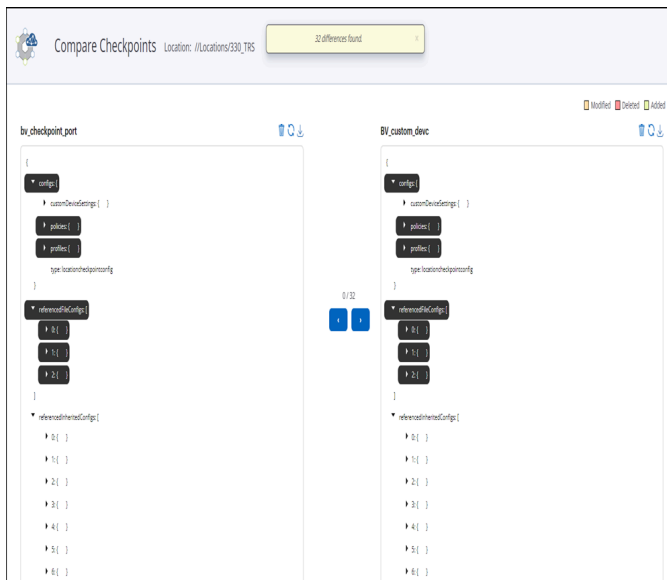 Compare Checkpoints Location: //Locations/330_TRS
32 differences found. ×
Modified Deleted Added
bv_checkpoint_port
{
configs: {
customDeviceSettings: { }
policies: { }
profiles: { }
type: locationcheckpointconfig
}
referencedFileConfigs: [
0: { }
1: { }
2: { }
]
referencedInheritedConfigs: [
0: { }
1: { }
2: { }
3: { }
4: { }
5: { }
6: { }
0 / 32
BV_custom_devc
{
configs: {
customDeviceSettings: { }
policies: { }
profiles: { }
type: locationcheckpointconfig
}
referencedFileConfigs: [
0: { }
1: { }
2: { }
]
referencedInheritedConfigs: [
0: { }
1: { }
2: { }
3: { }
4: { }
5: { }
6: { }